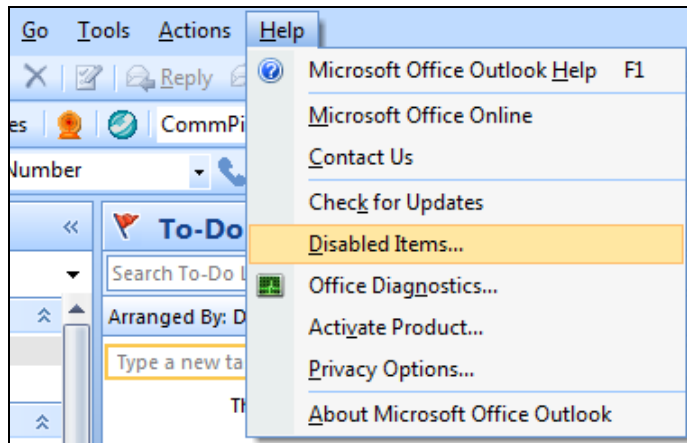 Go Tools Actions Help
Reply
Microsoft Office Outlook Help F1
es CommPi
Microsoft Office Online
Number
Contact Us
Check for Updates
To-Do
Disabled Items...
Search To-Do L
Office Diagnostics...
Arranged By: D
Activate Product...
Type a new ta
Privacy Options...
Th
About Microsoft Office Outlook